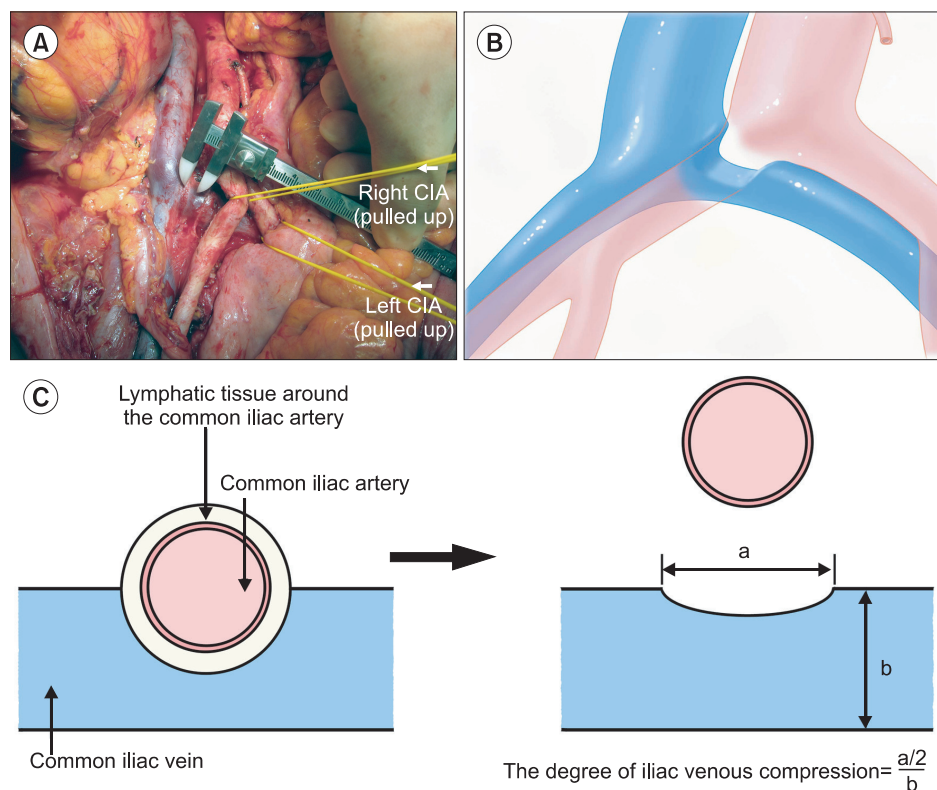 A
Right CIA
(pulled up)
Left CIA
(pulled up)
B
C
Lymphatic tissue around
the common iliac artery
Common iliac artery
Common iliac vein
a
b
The degree of iliac venous compression= a/2
b